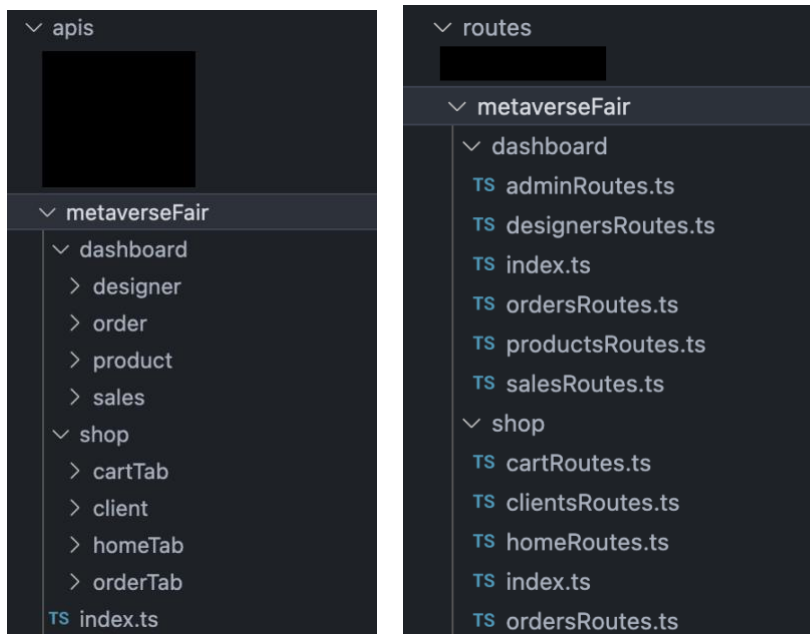 apis
metaverseFair
dashboard
designer
order
product
sales
shop
cartTab
client
homeTab
orderTab
TS index.ts
routes
metaverseFair
dashboard
TS adminRoutes.ts
TS designersRoutes.ts
TS index.ts
TS ordersRoutes.ts
TS productsRoutes.ts
TS salesRoutes.ts
shop
TS cartRoutes.ts
TS clientsRoutes.ts
TS homeRoutes.ts
TS index.ts
TS ordersRoutes.ts